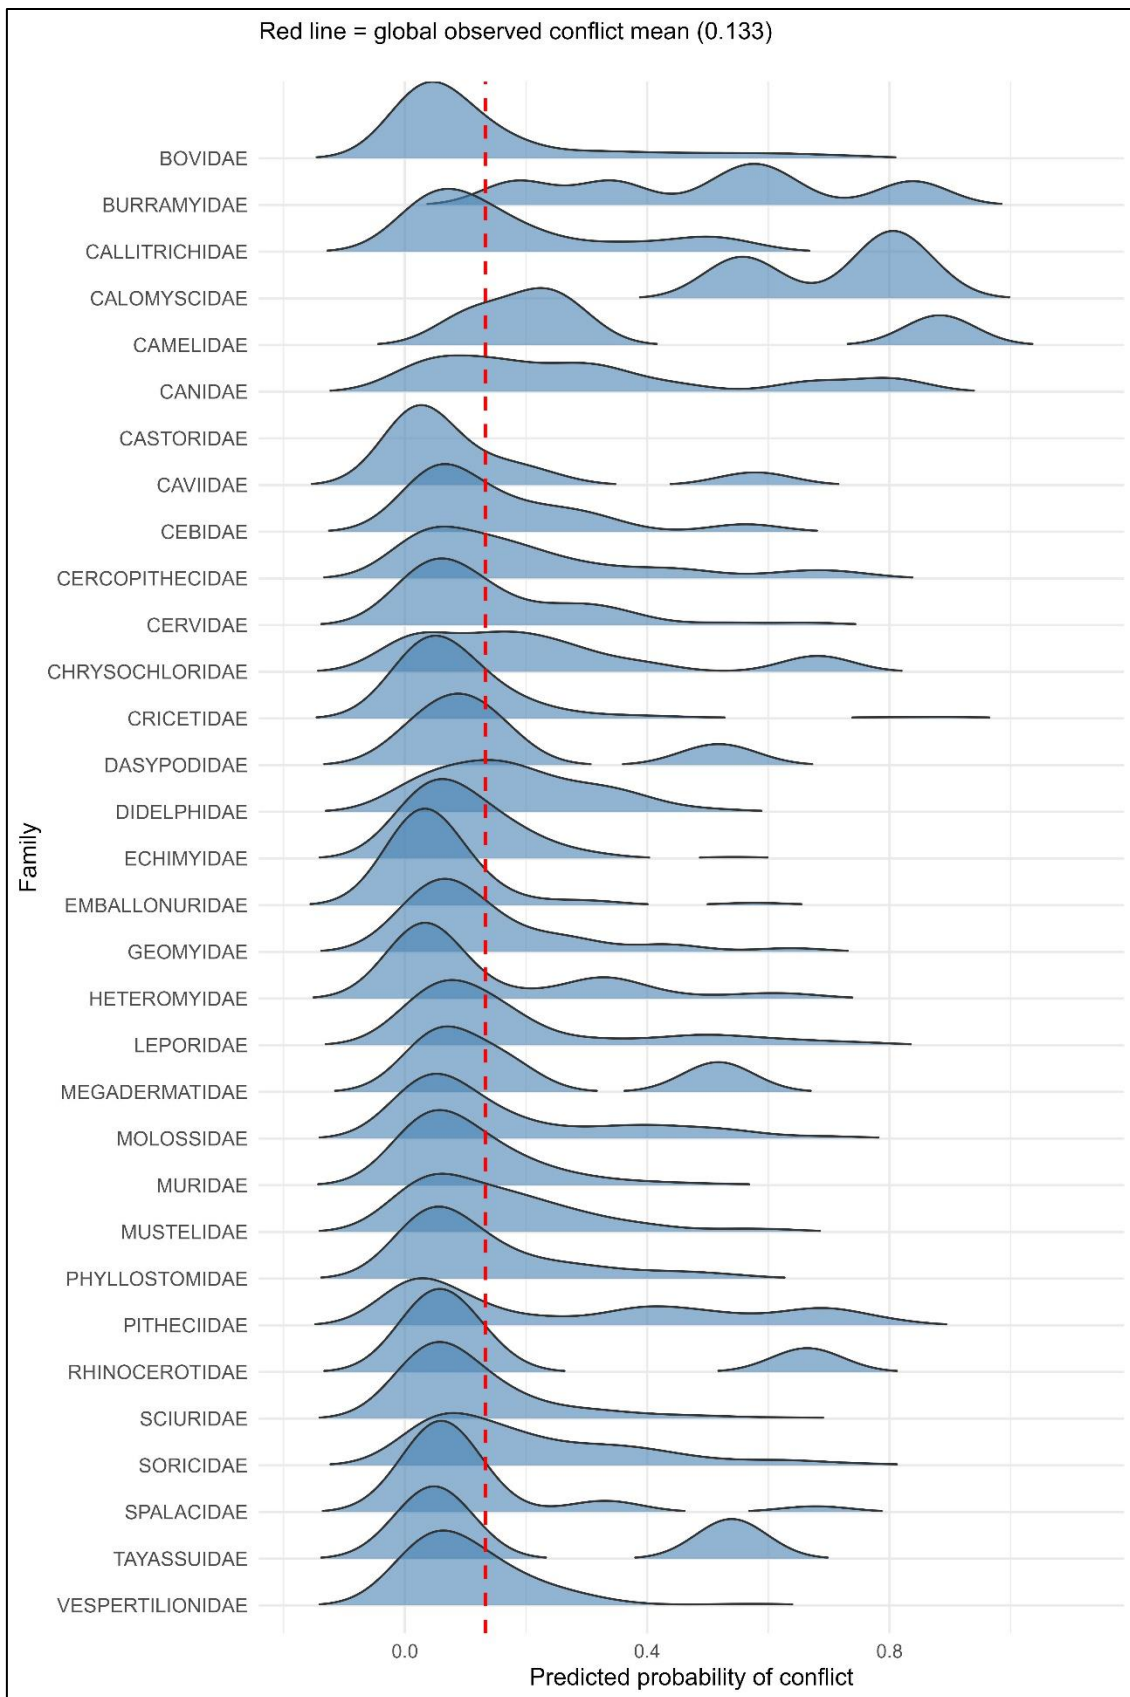 Red line = global observed conflict mean (0.133)
BOVIDAE
BURRAMYIDAE
CALLITRICHIDAE
CALOMYSCIDAE
CAMELIDAE
CANIDAE
CASTORIDAE
CAVIIDAE
CEBIDAE
CERCOPITHECIDAE
CERVIDAE
CHRYSOCHLORIDAE
CRICETIDAE
DASYPODIDAE
DIDELPHIDAE
ECHIMYIDAE
EMBALLONURIDAE
GEOMYIDAE
HETEROMYIDAE
LEPORIDAE
MEGADERMATIDAE
MOLOSSIDAE
MURIDAE
MUSTELIDAE
PHYLLOSTOMIDAE
PITHECIIDAE
RHINOCEROTIDAE
SCIURIDAE
SORICIDAE
SPALACIDAE
TAYASSUIDAE
VESPERTILIONIDAE
Family
0.0 0.4 0.8
Predicted probability of conflict